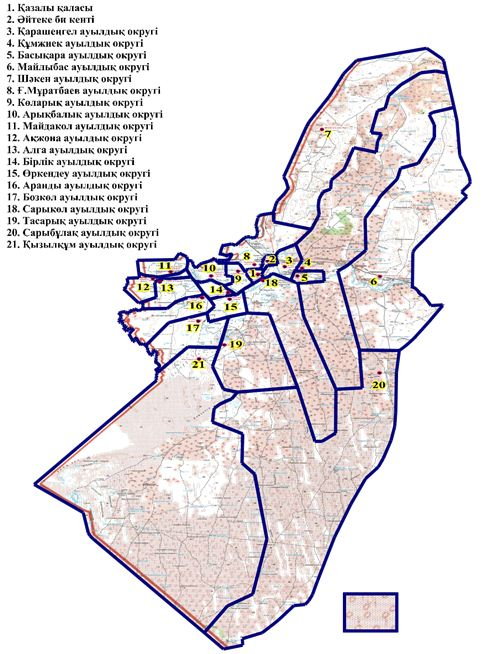 1. Қазалы қаласы
2. Әйтеке би кенті
3. Қарашеңгел ауылдық округі
4. Құмжиек ауылдық округі
5. Басықара ауылдық округі
6. Майлыбас ауылдық округі
7. Шәкен ауылдық округі
8. Ғ.Мұратбаев ауылдық округі
9. Көларық ауылдық округі
10. Арықбалық ауылдық округі
11. Майдакол ауылдық округі
12. Ақжона ауылдық округі
13. Алға ауылдық округі
14. Бірлік ауылдық округі
15. Өркендеу ауылдық округі
16. Аранды ауылдық округі
17. Бозкөл ауылдық округі
18. Сарыкөл ауылдық округі
19. Тасарық ауылдық округі
20. Сарыбұлақ ауылдық округі
21. Қызылқұм ауылдық округі
7
8
2
3
4
11
10
9
1
5
6
12
13
14
18
16
15
17
19
21
20